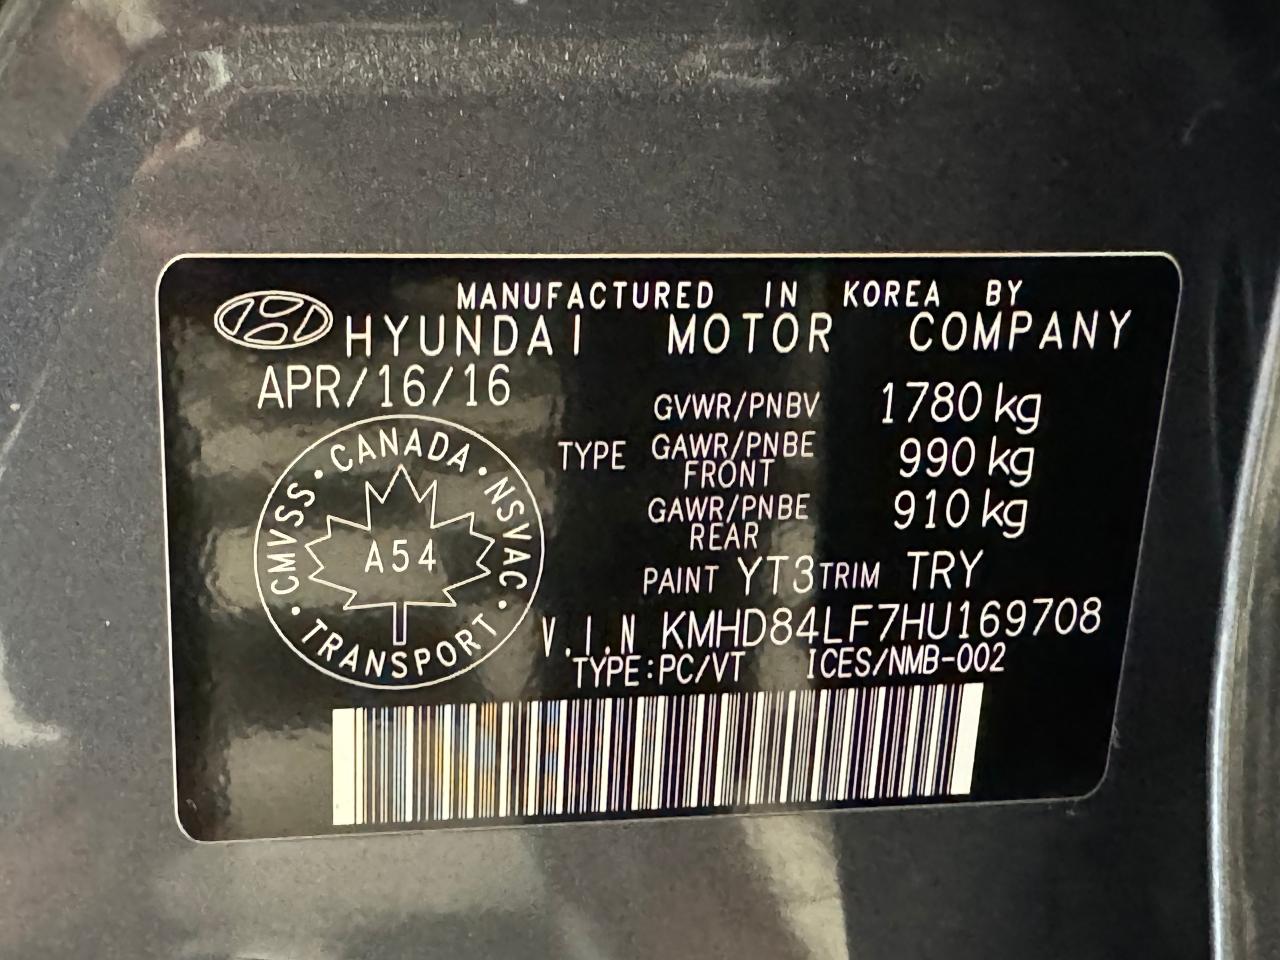 MANUFACTURED IN KOREA BY
HYUNDAI MOTOR COMPANY
APR/16/16
GVWR/PNBV 1780 kg
TYPE GAWR/PNBE FRONT 990 kg
GAWR/PNBE REAR 910 kg
CANADA · NSVAC · TRANSPORT · CMVSS ·
A54
PAINT YT3 TRIM TRY
V.I.N KMHD84LF7HU169708
TYPE:PC/VT ICES/NMB-002